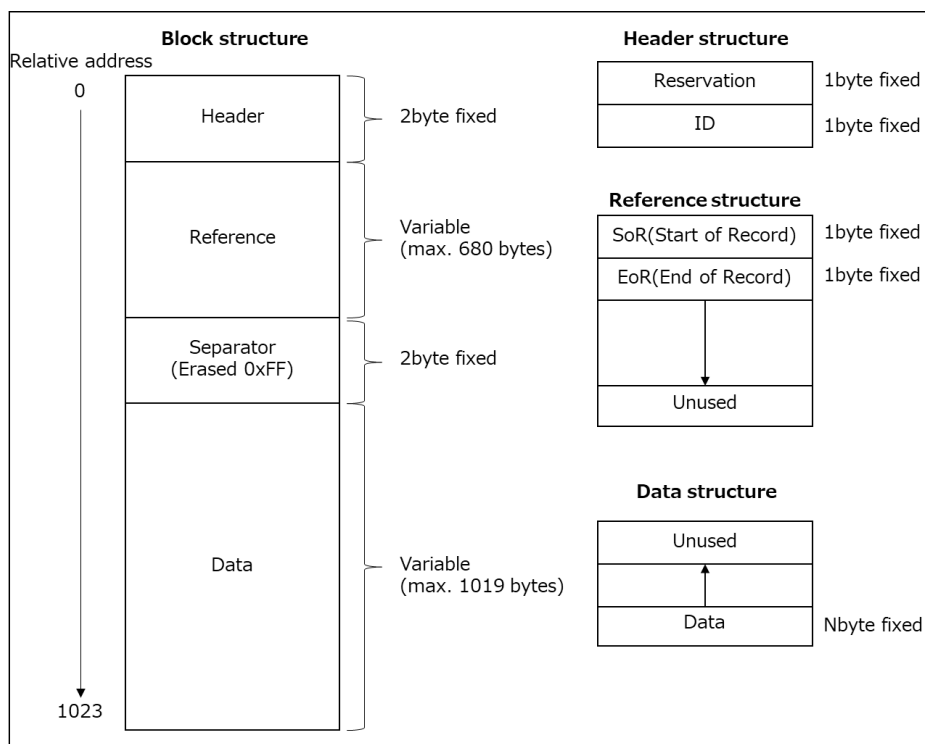 Block structure
Relative address
0
Header
2byte fixed
Reference
Variable
(max. 680 bytes)
Separator
(Erased 0xFF)
2byte fixed
Data
Variable
(max. 1019 bytes)
1023
Header structure
Reservation
1byte fixed
ID
1byte fixed
Reference structure
SoR(Start of Record)
1byte fixed
EoR(End of Record)
1byte fixed
Unused
Data structure
Unused
Data
Nbyte fixed